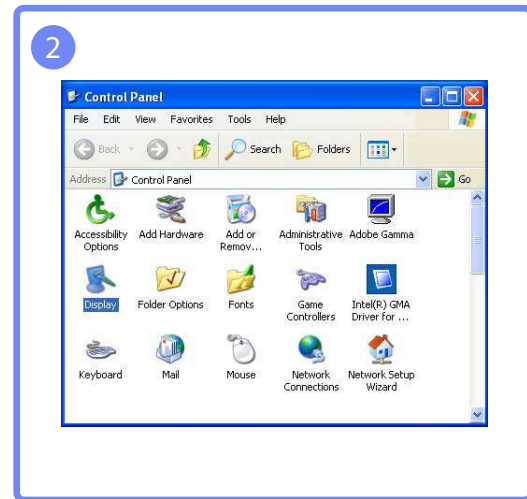 2
Control Panel
File Edit View Favorites Tools Help
Back Search Folders
Address Control Panel Go
Accessibility Options
Add Hardware
Add or Remov...
Administrative Tools
Adobe Gamma
Display
Folder Options
Fonts
Game Controllers
Intel(R) GMA Driver for ...
Keyboard
Mail
Mouse
Network Connections
Network Setup Wizard